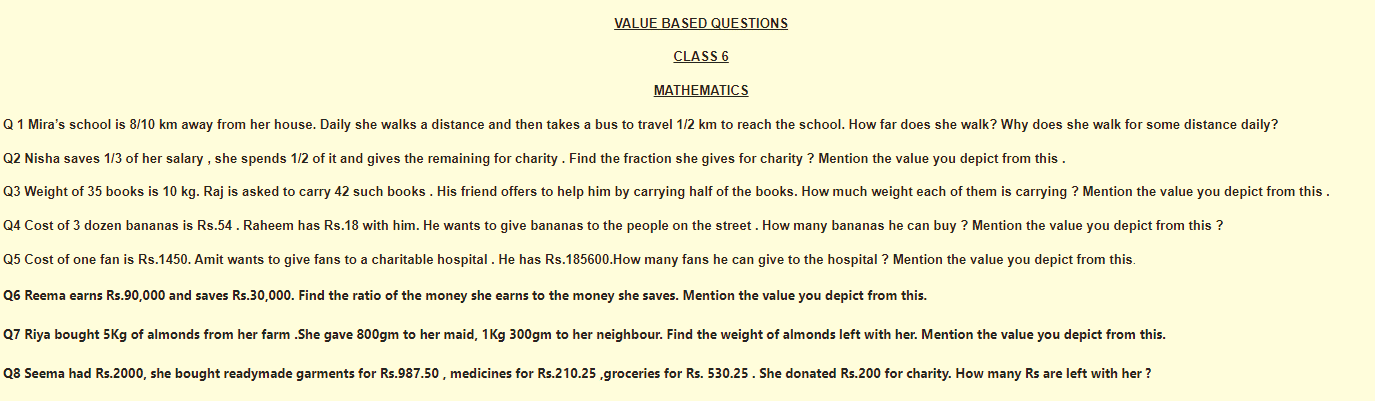 VALUE BASED QUESTIONS
CLASS 6
MATHEMATICS
Q 1 Mira's school is 8/10 km away from her house. Daily she walks a distance and then takes a bus to travel 1/2 km to reach the school. How far does she walk? Why does she walk for some distance daily?
Q2 Nisha saves 1/3 of her salary , she spends 1/2 of it and gives the remaining for charity . Find the fraction she gives for charity ? Mention the value you depict from this .
Q3 Weight of 35 books is 10 kg. Raj is asked to carry 42 such books . His friend offers to help him by carrying half of the books. How much weight each of them is carrying ? Mention the value you depict from this .
Q4 Cost of 3 dozen bananas is Rs.54 . Raheem has Rs.18 with him. He wants to give bananas to the people on the street . How many bananas he can buy ? Mention the value you depict from this ?
Q5 Cost of one fan is Rs.1450. Amit wants to give fans to a charitable hospital . He has Rs.185600.How many fans he can give to the hospital ? Mention the value you depict from this.
Q6 Reema earns Rs.90,000 and saves Rs.30,000. Find the ratio of the money she earns to the money she saves. Mention the value you depict from this.
Q7 Riya bought 5Kg of almonds from her farm .She gave 800gm to her maid, 1Kg 300gm to her neighbour. Find the weight of almonds left with her. Mention the value you depict from this.
Q8 Seema had Rs.2000, she bought readymade garments for Rs.987.50 , medicines for Rs.210.25 ,groceries for Rs. 530.25 . She donated Rs.200 for charity. How many Rs are left with her ?